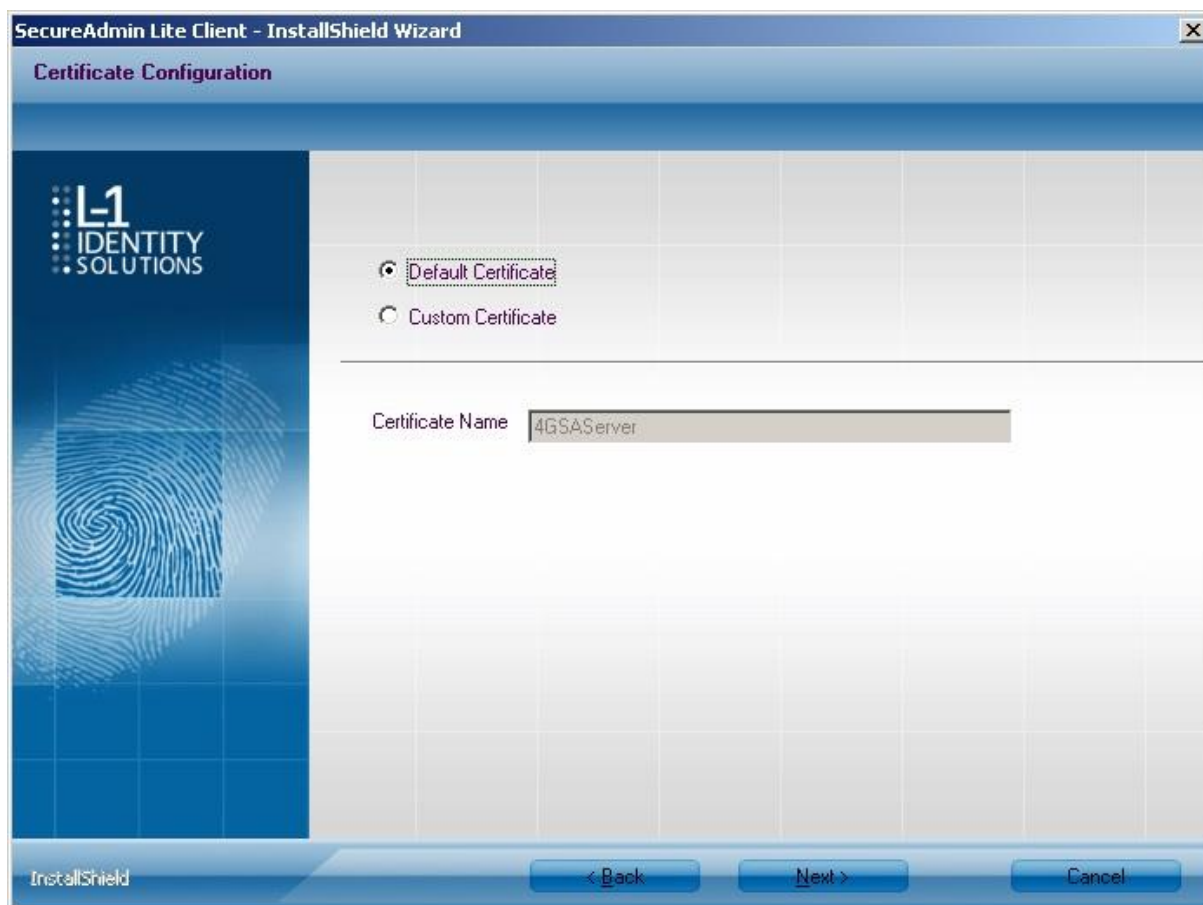 SecureAdmin Lite Client - InstallShield Wizard
Certificate Configuration
L-1
IDENTITY
SOLUTIONS
Default Certificate
Custom Certificate
Certificate Name
4GSAServer
InstallShield
< Back
Next >
Cancel